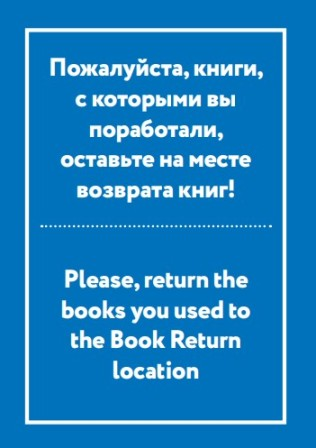 Пожалуйста, книги,
с которыми вы
поработали,
оставьте на месте
возврата книг!
Please, return the
books you used to
the Book Return
location